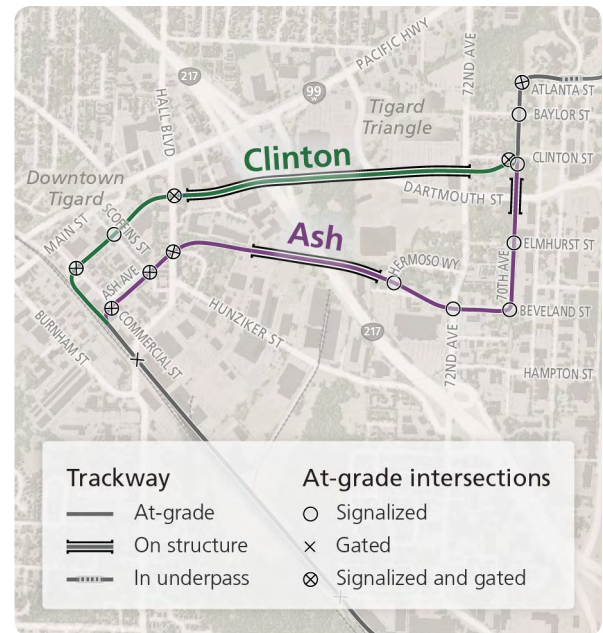 PACIFIC HWY
72ND AVE
217
99
W
HALL BLVD
Tigard
Triangle
ATLANTA ST
BAYLOR ST
CLINTON ST
Clinton
DARTMOUTH ST
Downtown
Tigard
MAIN ST
SCOFFINS ST
Ash
HERMOSO WY
ELMHURST ST
70TH AVE
ASH AVE
BEVELAND ST
COMMERCIAL ST
HUNZIKER ST
217
BURNHAM ST
72ND AVE
HAMPTON ST
Trackway
At-grade
On structure
In underpass
At-grade intersections
Signalized
Gated
Signalized and gated